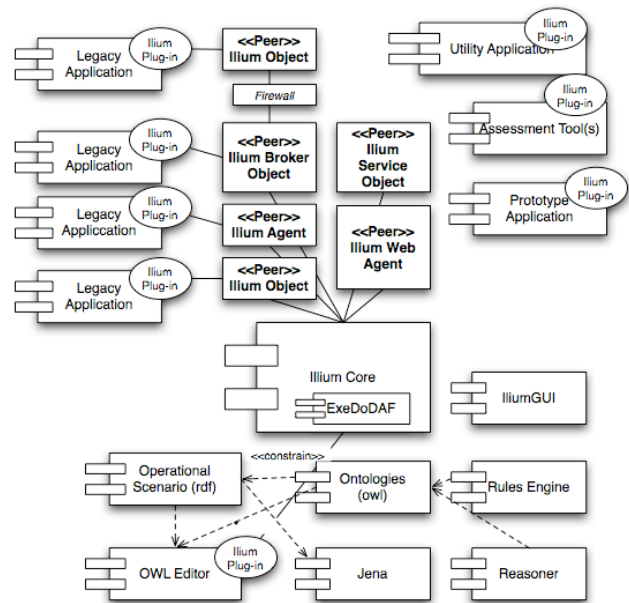 Legacy
Application
Ilium
Plug-in
<<Peer>>
Ilium Object
Firewall
Ilium
Plug-in
Utility Application
Ilium
Plug-in
Assessment Tool(s)
Legacy
Application
Ilium
Plug-in
<<Peer>>
Ilium Broker
Object
<<Peer>>
Ilium
Service
Object
Ilium
Plug-in
Prototype
Application
Legacy
Appliccation
Ilium
Plug-in
<<Peer>>
Ilium Agent
<<Peer>>
Ilium Web
Agent
Legacy
Application
Ilium
Plug-in
<<Peer>>
Ilium Object
Illium Core
ExeDoDAF
IliumGUI
<<constrain>>
Operational
Scenario (rdf)
Ontologies
(owl)
Rules Engine
OWL Editor
Ilium
Plug-in
Jena
Reasoner